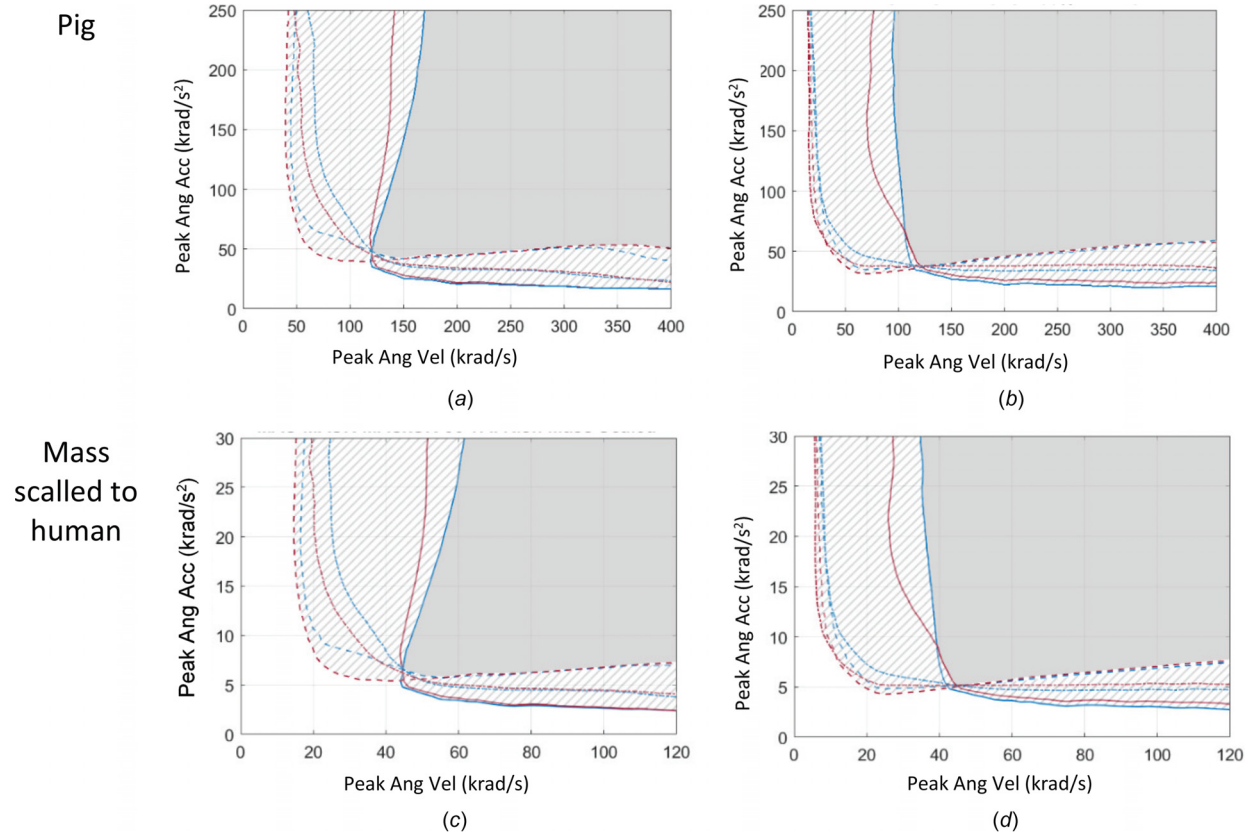 Pig
250
200
150
100
50
0
Peak Ang Acc (krad/s²)
0 50 100 150 200 250 300 350 400
Peak Ang Vel (krad/s)
(a)
250
200
150
100
50
0
Peak Ang Acc (krad/s²)
0 50 100 150 200 250 300 350 400
Peak Ang Vel (krad/s)
(b)
Mass
scalled to
human
30
25
20
15
10
5
0
Peak Ang Acc (krad/s²)
0 20 40 60 80 100 120
Peak Ang Vel (krad/s)
(c)
30
25
20
15
10
5
0
Peak Ang Acc (krad/s²)
0 20 40 60 80 100 120
Peak Ang Vel (krad/s)
(d)